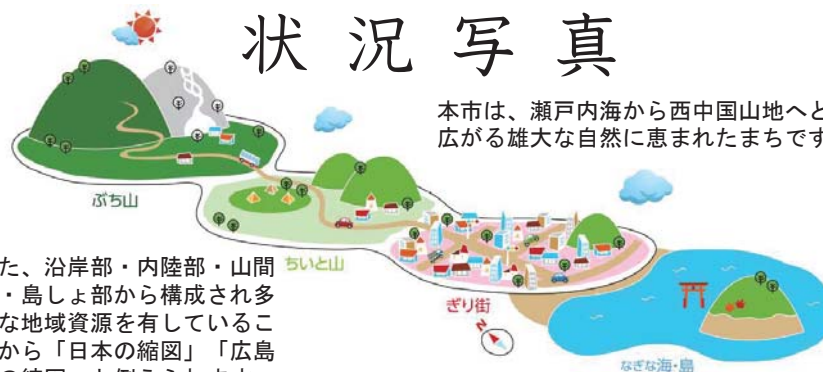 状況写真
本市は、瀬戸内海から西中国山地へと
広がる雄大な自然に恵まれたまちです
ぶち山
ちいと山
た、沿岸部・内陸部・山間
・島しょ部から構成され多
な地域資源を有しているこ
から「日本の縮図」「広島
ぎり街
N
なぎな海・島